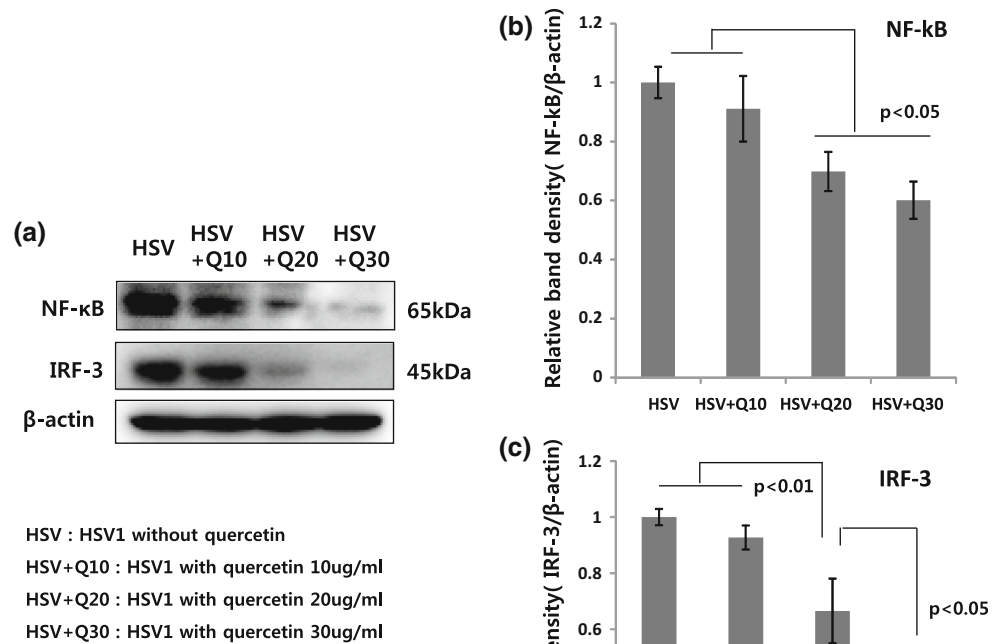 (a)
HSV
HSV
+Q10
HSV
+Q20
HSV
+Q30
NF-κB
65kDa
IRF-3
45kDa
β-actin
HSV : HSV1 without quercetin
HSV+Q10 : HSV1 with quercetin 10ug/ml
HSV+Q20 : HSV1 with quercetin 20ug/ml
HSV+Q30 : HSV1 with quercetin 30ug/ml
(b)
NF-kB
Relative band density( NF-kB/β-actin)
1.2
1
0.8
0.6
0.4
0.2
0
p<0.05
HSV HSV+Q10 HSV+Q20 HSV+Q30
(c)
IRF-3
(IRF-3/β-actin)
1.2
1
0.8
0.6
p<0.01
p<0.05